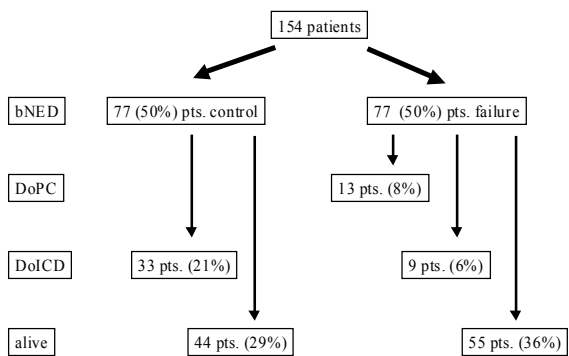 154 patients
bNED
77 (50%) pts. control
77 (50%) pts. failure
DoPC
13 pts. (8%)
DoICD
33 pts. (21%)
9 pts. (6%)
alive
44 pts. (29%)
55 pts. (36%)